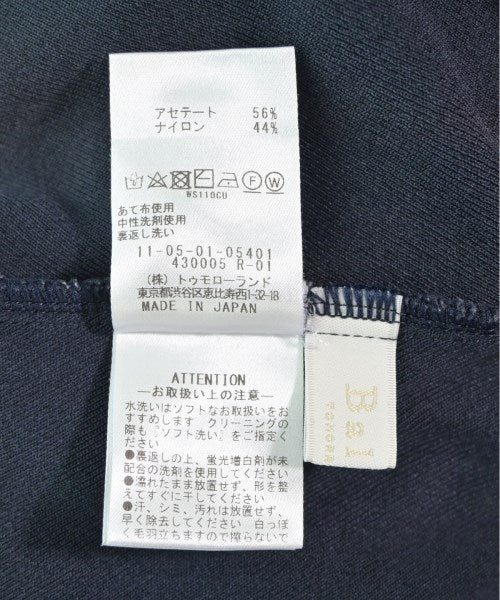 アセテート 56%
ナイロン 44%
F W
WS110CU
あて布使用
中性洗剤使用
裏返し洗い
11-05-01-05401
430005 R-01
(株)トゥモローランド
東京都渋谷区恵比寿西1-32-18
MADE IN JAPAN
ATTENTION
―お取扱い上の注意―
水洗いはソフトなお取扱いをおす
すめします クリーニング
の際も『ソフト洗い』をご指定く
ださい
●裏返しの上、蛍光増白剤が未
配合の洗剤を使用してください
●濡れたまま放置せず、形を整
えてすぐに干してください
●汗、シミ、汚れは放置せず、
早く除去してください 白っぽ
く毛羽立ちますので擦らないで
Bal
TOMORR